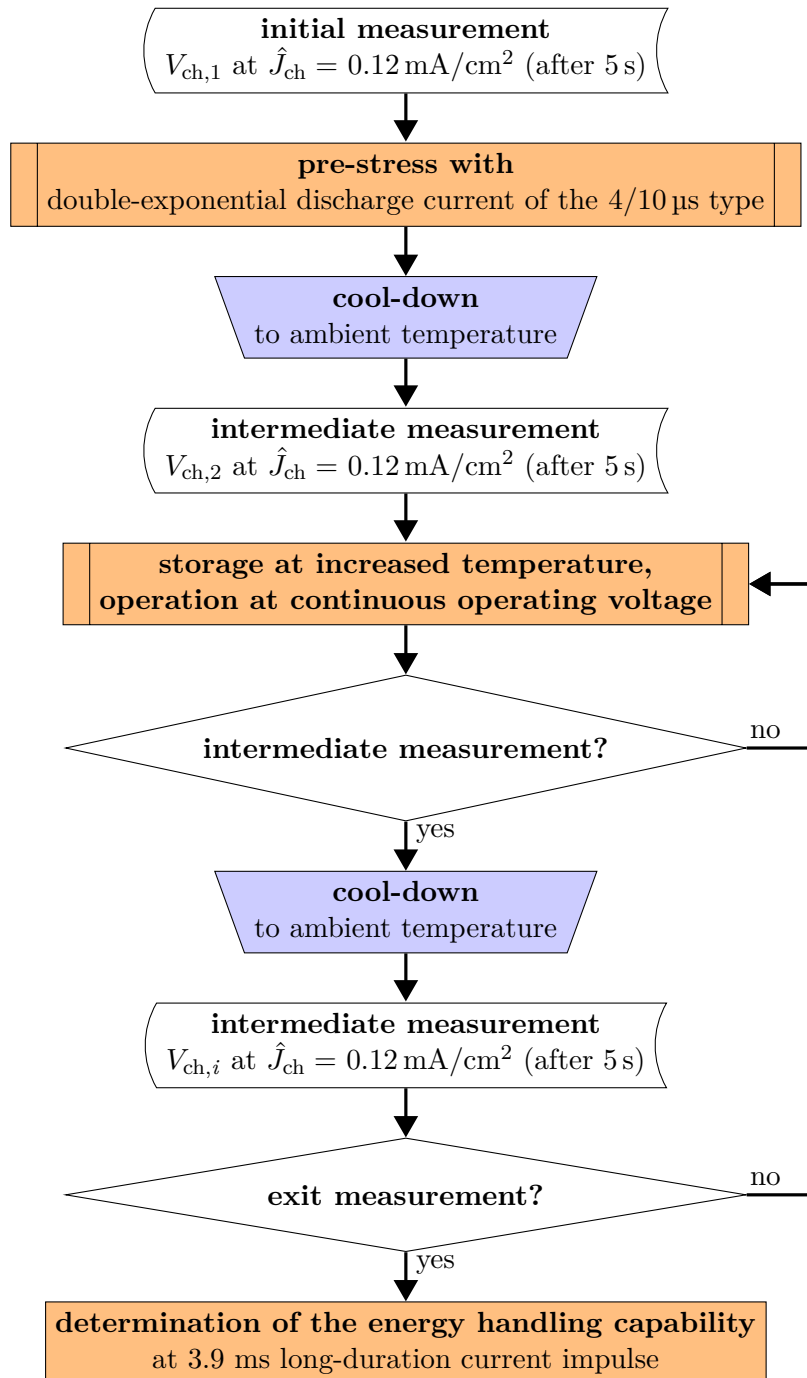 initial measurement
V_ch,1 at Ĵ_ch = 0.12 mA/cm² (after 5 s)
pre-stress with
double-exponential discharge current of the 4/10 µs type
cool-down
to ambient temperature
intermediate measurement
V_ch,2 at Ĵ_ch = 0.12 mA/cm² (after 5 s)
storage at increased temperature,
operation at continuous operating voltage
intermediate measurement?
no
yes
cool-down
to ambient temperature
intermediate measurement
V_ch,i at Ĵ_ch = 0.12 mA/cm² (after 5 s)
exit measurement?
no
yes
determination of the energy handling capability
at 3.9 ms long-duration current impulse